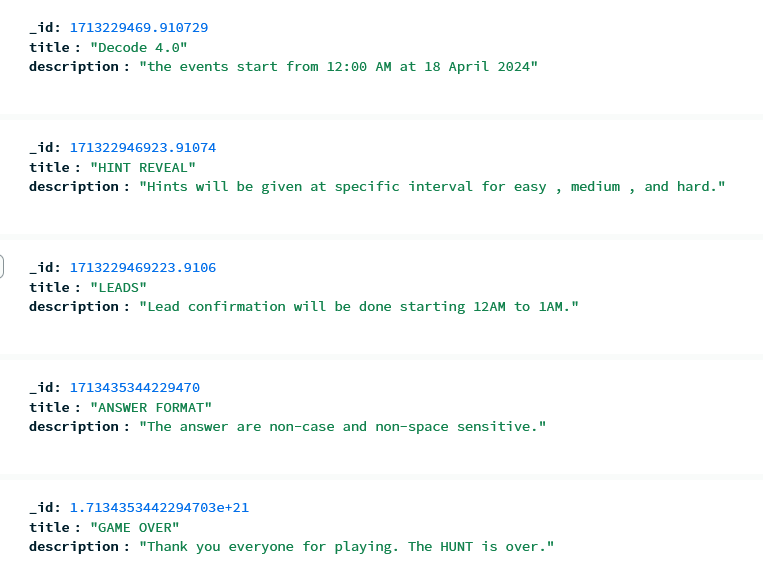 _id: 1713229469.910729
title : "Decode 4.0"
description : "the events start from 12:00 AM at 18 April 2024"
_id: 171322946923.91074
title : "HINT REVEAL"
description : "Hints will be given at specific interval for easy , medium , and hard."
_id: 1713229469223.9106
title : "LEADS"
description : "Lead confirmation will be done starting 12AM to 1AM."
_id: 1713435344229470
title : "ANSWER FORMAT"
description : "The answer are non-case and non-space sensitive."
_id: 1.7134353442294703e+21
title : "GAME OVER"
description : "Thank you everyone for playing. The HUNT is over."